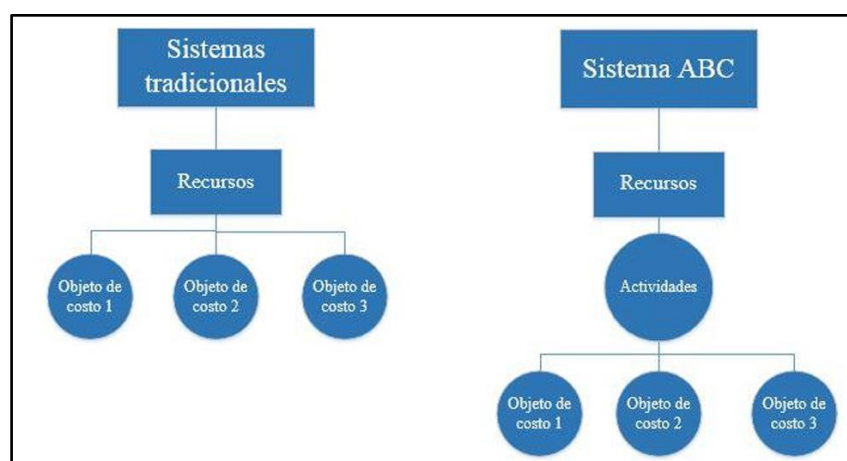 Sistemas
tradicionales
Recursos
Objeto de
costo 1
Objeto de
costo 2
Objeto de
costo 3
Sistema ABC
Recursos
Actividades
Objeto de
costo 1
Objeto de
costo 2
Objeto de
costo 3